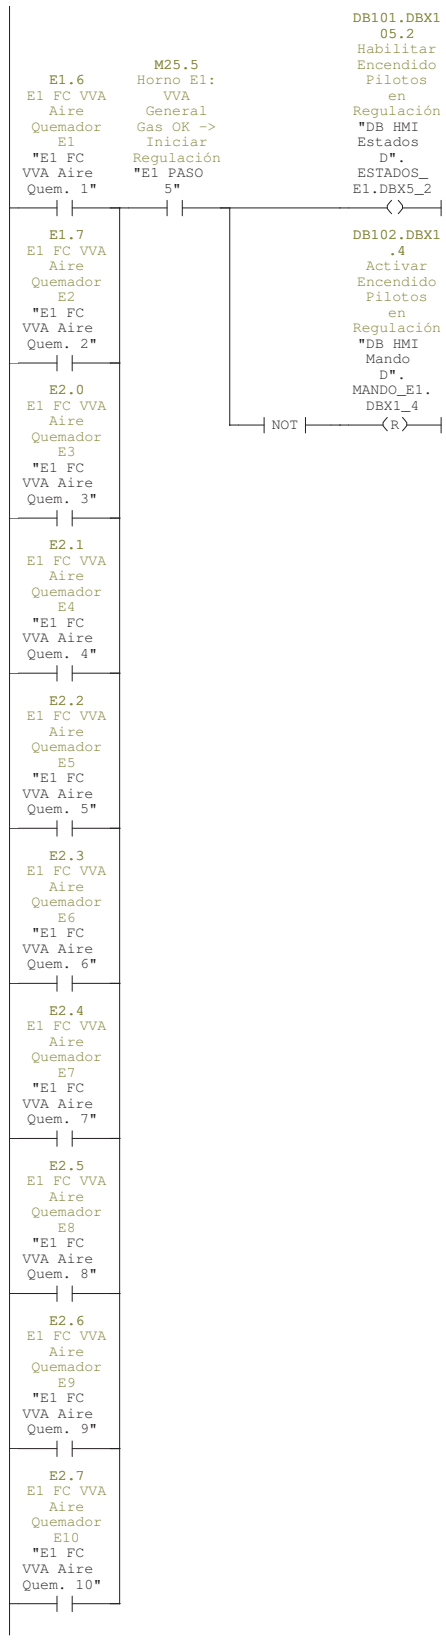 DB101.DBX1
05.2
Habilitar
Encendido
Pilotos
en
Regulación
"DB HMI
Estados
D".
ESTADOS_
E1.DBX5_2
M25.5
Horno E1:
VVA
General
Gas OK ->
Iniciar
Regulación
"E1 PASO
5"
E1.6
E1 FC VVA
Aire
Quemador
E1
"E1 FC
VVA Aire
Quem. 1"
E1.7
E1 FC VVA
Aire
Quemador
E2
"E1 FC
VVA Aire
Quem. 2"
DB102.DBX1
.4
Activar
Encendido
Pilotos
en
Regulación
"DB HMI
Mando
D".
MANDO_E1.
DBX1_4
NOT
R
E2.0
E1 FC VVA
Aire
Quemador
E3
"E1 FC
VVA Aire
Quem. 3"
E2.1
E1 FC VVA
Aire
Quemador
E4
"E1 FC
VVA Aire
Quem. 4"
E2.2
E1 FC VVA
Aire
Quemador
E5
"E1 FC
VVA Aire
Quem. 5"
E2.3
E1 FC VVA
Aire
Quemador
E6
"E1 FC
VVA Aire
Quem. 6"
E2.4
E1 FC VVA
Aire
Quemador
E7
"E1 FC
VVA Aire
Quem. 7"
E2.5
E1 FC VVA
Aire
Quemador
E8
"E1 FC
VVA Aire
Quem. 8"
E2.6
E1 FC VVA
Aire
Quemador
E9
"E1 FC
VVA Aire
Quem. 9"
E2.7
E1 FC VVA
Aire
Quemador
E10
"E1 FC
VVA Aire
Quem. 10"